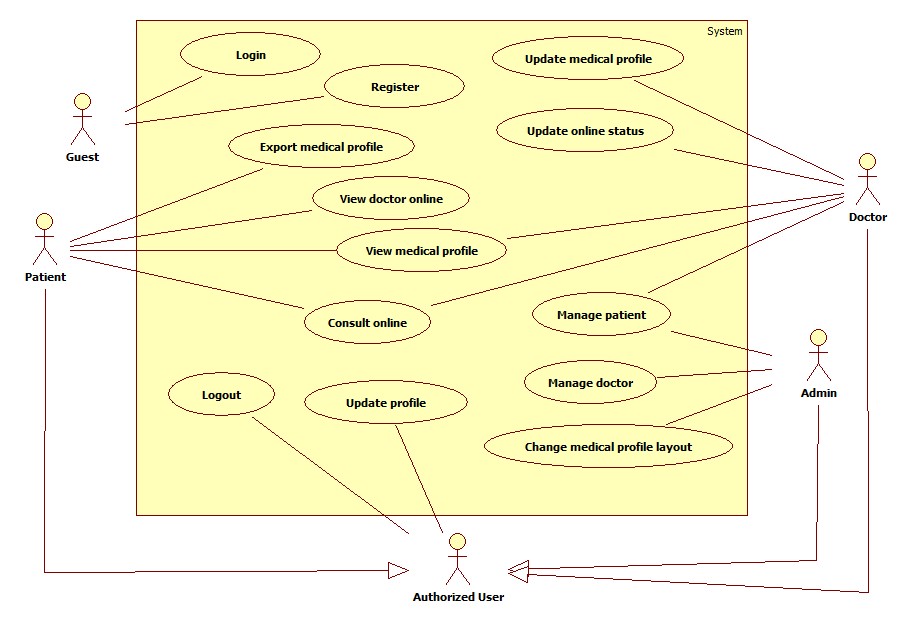 System
Login
Update medical profile
Register
Guest
Update online status
Export medical profile
View doctor online
Doctor
Patient
View medical profile
Consult online
Manage patient
Admin
Manage doctor
Logout
Update profile
Change medical profile layout
Authorized User